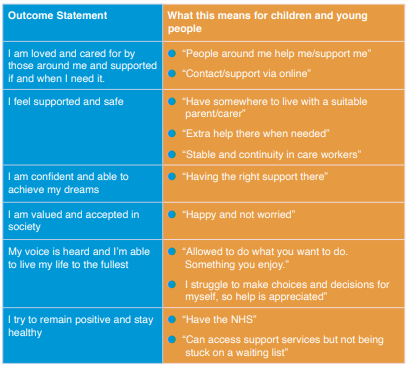 Outcome Statement
What this means for children and young
people
I am loved and cared for by
those around me and supported
if and when I need it.
“People around me help me/support me”
“Contact/support via online”
I feel supported and safe
“Have somewhere to live with a suitable
parent/carer”
“Extra help there when needed”
“Stable and continuity in care workers”
I am confident and able to
achieve my dreams
“Having the right support there”
I am valued and accepted in
society
“Happy and not worried”
My voice is heard and I’m able
to live my life to the fullest
“Allowed to do what you want to do.
Something you enjoy.”
I struggle to make choices and decisions for
myself, so help is appreciated”
I try to remain positive and stay
healthy
“Have the NHS”
“Can access support services but not being
stuck on a waiting list”